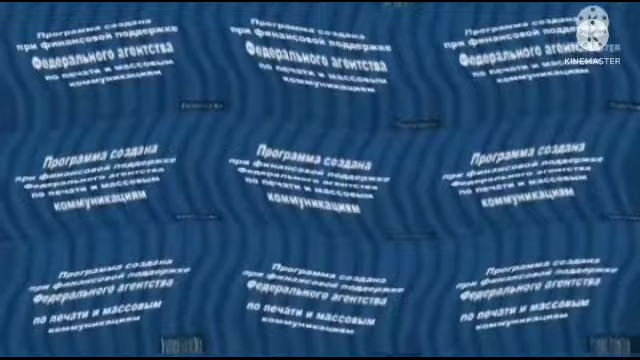 Программа создана
при финансовой поддержке
Федерального агентства
по печати и массовым
коммуникациям
Программа создана
при финансовой поддержке
Федерального агентства
по печати и массовым
коммуникациям
Программа создана
при финансовой поддержке
Федерального агентства
по печати и массовым
коммуникациям
KINEMASTER
Программа создана
при финансовой поддержке
Федерального агентства
по печати и массовым
коммуникациям
Программа создана
при финансовой поддержке
Федерального агентства
по печати и массовым
коммуникациям
Программа создана
при финансовой поддержке
Федерального агентства
по печати и массовым
коммуникациям
Программа создана
при финансовой поддержке
Федерального агентства
по печати и массовым
коммуникациям
Программа создана
при финансовой поддержке
Федерального агентства
по печати и массовым
коммуникациям
Программа создана
при финансовой поддержке
Федерального агентства
по печати и массовым
коммуникациям